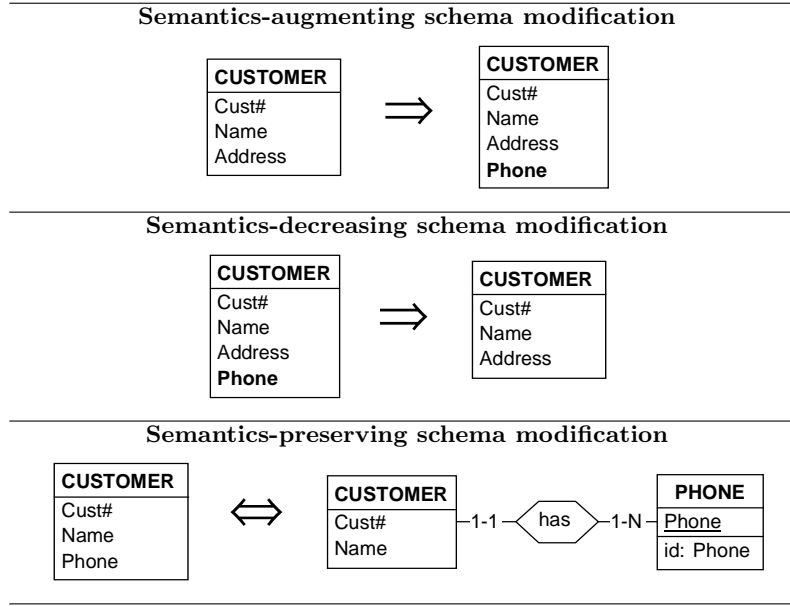 Semantics-augmenting schema modification
CUSTOMER
Cust#
Name
Address
CUSTOMER
Cust#
Name
Address
Phone
Semantics-decreasing schema modification
CUSTOMER
Cust#
Name
Address
Phone
CUSTOMER
Cust#
Name
Address
Semantics-preserving schema modification
CUSTOMER
Cust#
Name
Phone
CUSTOMER
Cust#
Name
1-1
has
1-N
PHONE
Phone
id: Phone